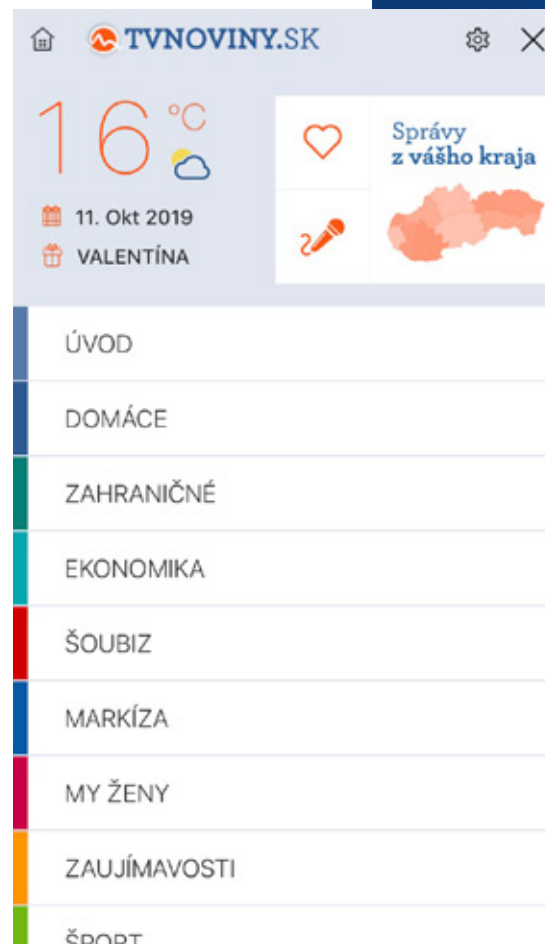 TVNOVINY.SK
16 °C
11. Okt 2019
VALENTÍNA
Správy
z vášho kraja
ÚVOD
DOMÁCE
ZAHRANIČNÉ
EKONOMIKA
ŠOUBIZ
MARKÍZA
MY ŽENY
ZAUJÍMAVOSTI
ŠPORT